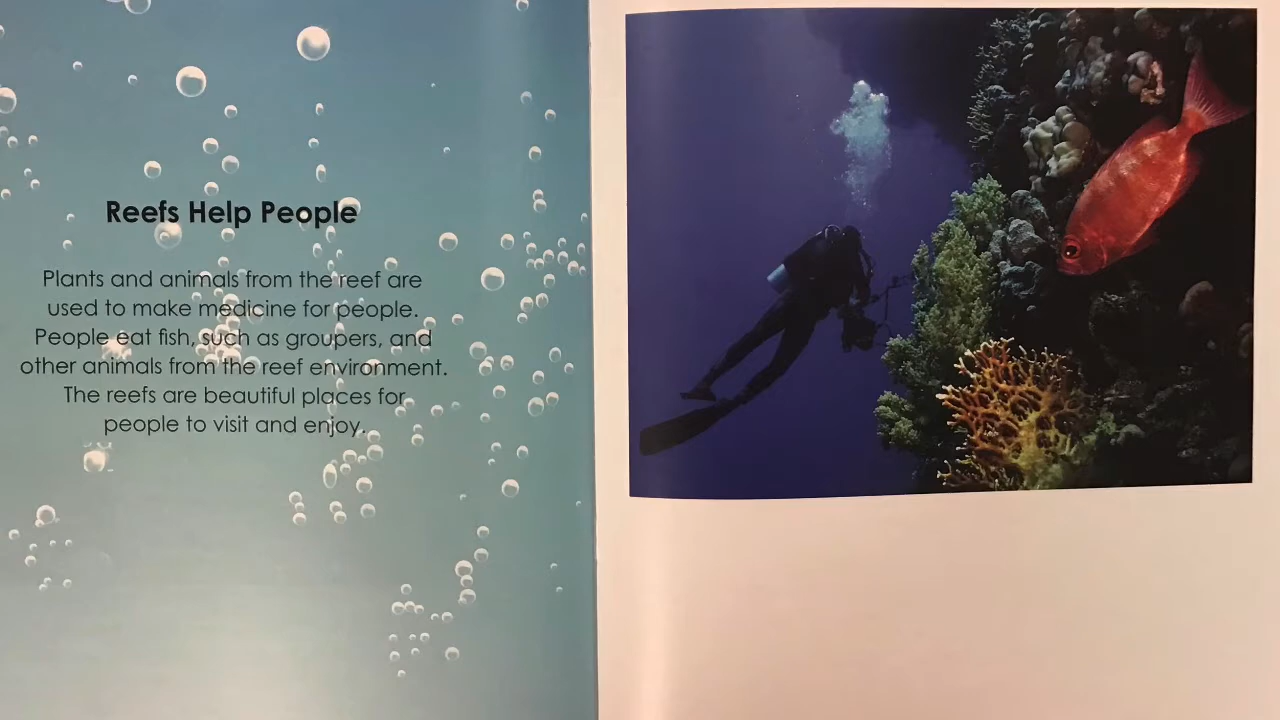 Reefs Help People
Plants and animals from the reef are
used to make medicine for people.
People eat fish, such as groupers, and
other animals from the reef environment.
The reefs are beautiful places for
people to visit and enjoy.